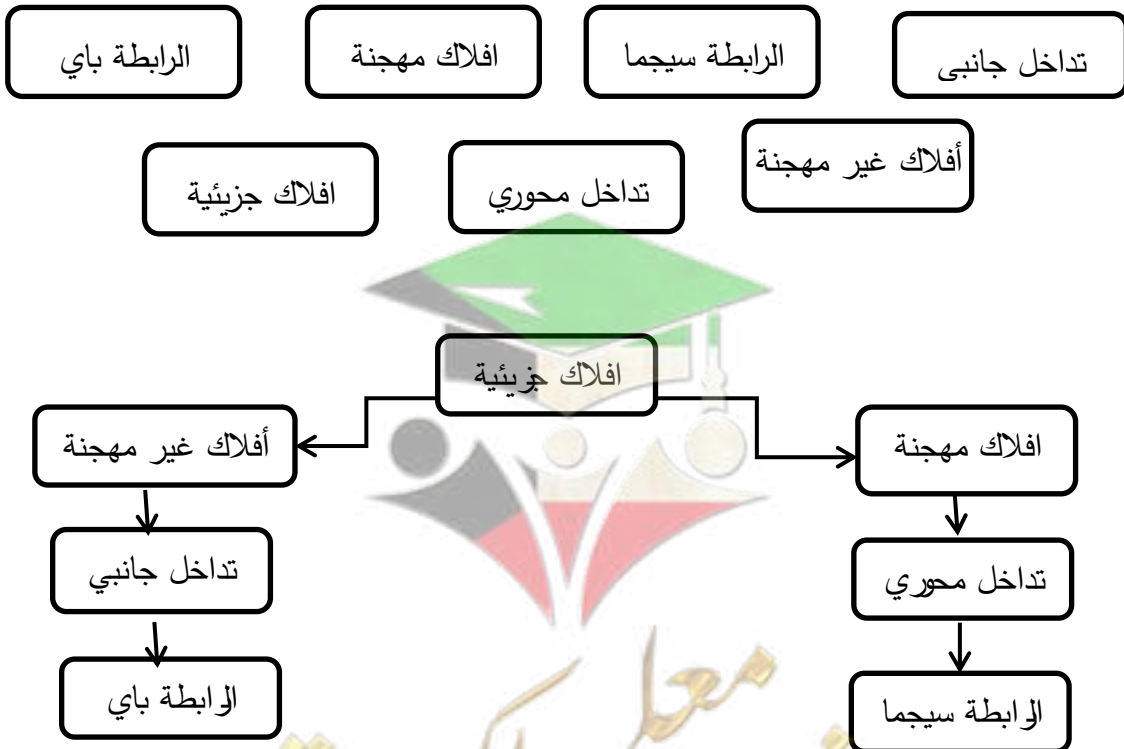 تداخل جانبى
الرابطة سيجما
افلاك مهجنة
الرابطة باي
أفلاك غير مهجنة
تداخل محوري
افلاك جزيئية
افلاك جزيئية
افلاك مهجنة
أفلاك غير مهجنة
تداخل محوري
تداخل جانبي
الرابطة سيجما
الرابطة باي